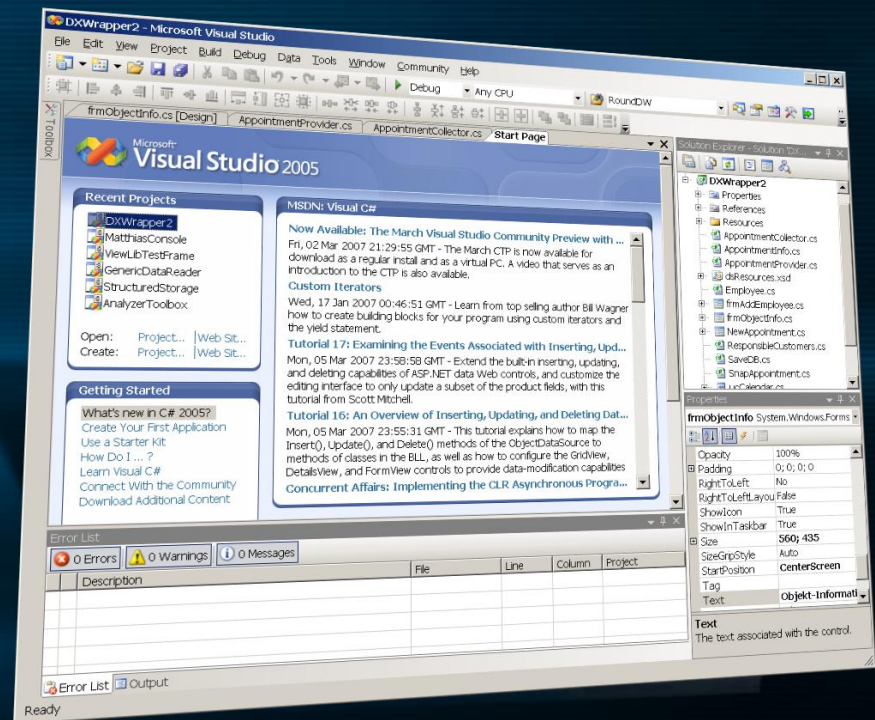 DXWrapper2 - Microsoft Visual Studio
File Edit View Project Build Debug Data Tools Window Community Help
Debug Any CPU RoundDW
Toolbox
frmObjectInfo.cs [Design] AppointmentProvider.cs AppointmentCollector.cs Start Page
Microsoft
Visual Studio 2005
Recent Projects
DXWrapper2
MatthiasConsole
ViewLibTestFrame
GenericDataReader
StructuredStorage
AnalyzerToolbox
Open: Project... Web Sit...
Create: Project... Web Sit...
Getting Started
What's new in C# 2005?
Create Your First Application
Use a Starter Kit
How Do I ... ?
Learn Visual C#
Connect With the Community
Download Additional Content
MSDN: Visual C#
Now Available: The March Visual Studio Community Preview with ...
Fri, 02 Mar 2007 21:29:55 GMT - The March CTP is now available for
download as a regular install and as a virtual PC. A video that serves as an
introduction to the CTP is also available.
Custom Iterators
Wed, 17 Jan 2007 00:46:51 GMT - Learn from top selling author Bill Wagner
how to create building blocks for your program using custom iterators and
the yield statement.
Tutorial 17: Examining the Events Associated with Inserting, Upd...
Mon, 05 Mar 2007 23:58:58 GMT - Extend the built-in inserting, updating,
and deleting capabilities of ASP.NET data Web controls, and customize the
editing interface to only update a subset of the product fields, with this
tutorial from Scott Mitchell.
Tutorial 16: An Overview of Inserting, Updating, and Deleting Dat...
Mon, 05 Mar 2007 23:55:31 GMT - This tutorial explains how to map the
Insert(), Update(), and Delete() methods of the ObjectDataSource to
methods of classes in the BLL, as well as how to configure the GridView,
DetailsView, and FormView controls to provide data-modification capabilities
Concurrent Affairs: Implementing the CLR Asynchronous Progra...
Solution Explorer - Solution 'DX...
DXWrapper2
Properties
References
Resources
AppointmentCollector.cs
AppointmentInfo.cs
AppointmentProvider.cs
dsResources.xsd
Employee.cs
frmAddEmployee.cs
frmObjectInfo.cs
NewAppointment.cs
ResponsibleCustomers.cs
SaveDB.cs
SnapAppointment.cs
ucCalendar.cs
Properties
frmObjectInfo System.Windows.Forms
Opacity 100%
Padding 0; 0; 0; 0
RightToLeft No
RightToLeftLayou False
ShowIcon True
ShowInTaskbar True
Size 560; 435
SizeGripStyle Auto
StartPosition CenterScreen
Tag
Text Objekt-Informati
Text
The text associated with the control.
Error List
0 Errors 0 Warnings 0 Messages
Description File Line Column Project
Error List Output
Ready